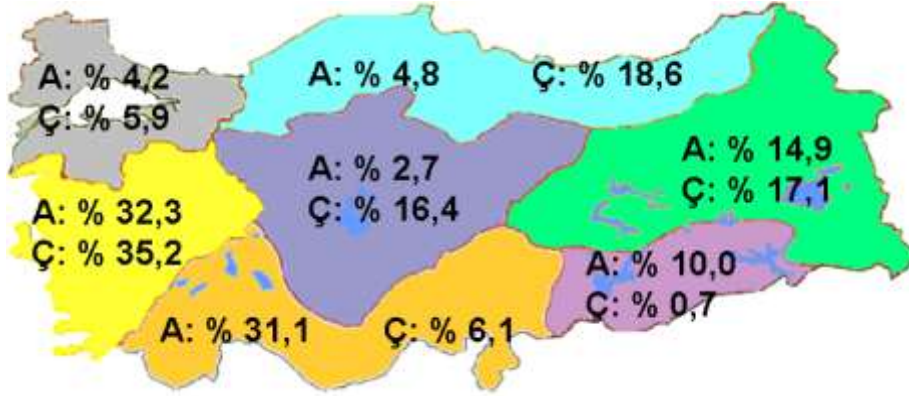 A: % 4,2
Ç: % 5,9
A: % 4,8
Ç: % 18,6
A: % 14,9
Ç: % 17,1
A: % 2,7
Ç: % 16,4
A: % 32,3
Ç: % 35,2
A: % 10,0
Ç: % 0,7
A: % 31,1
Ç: % 6,1